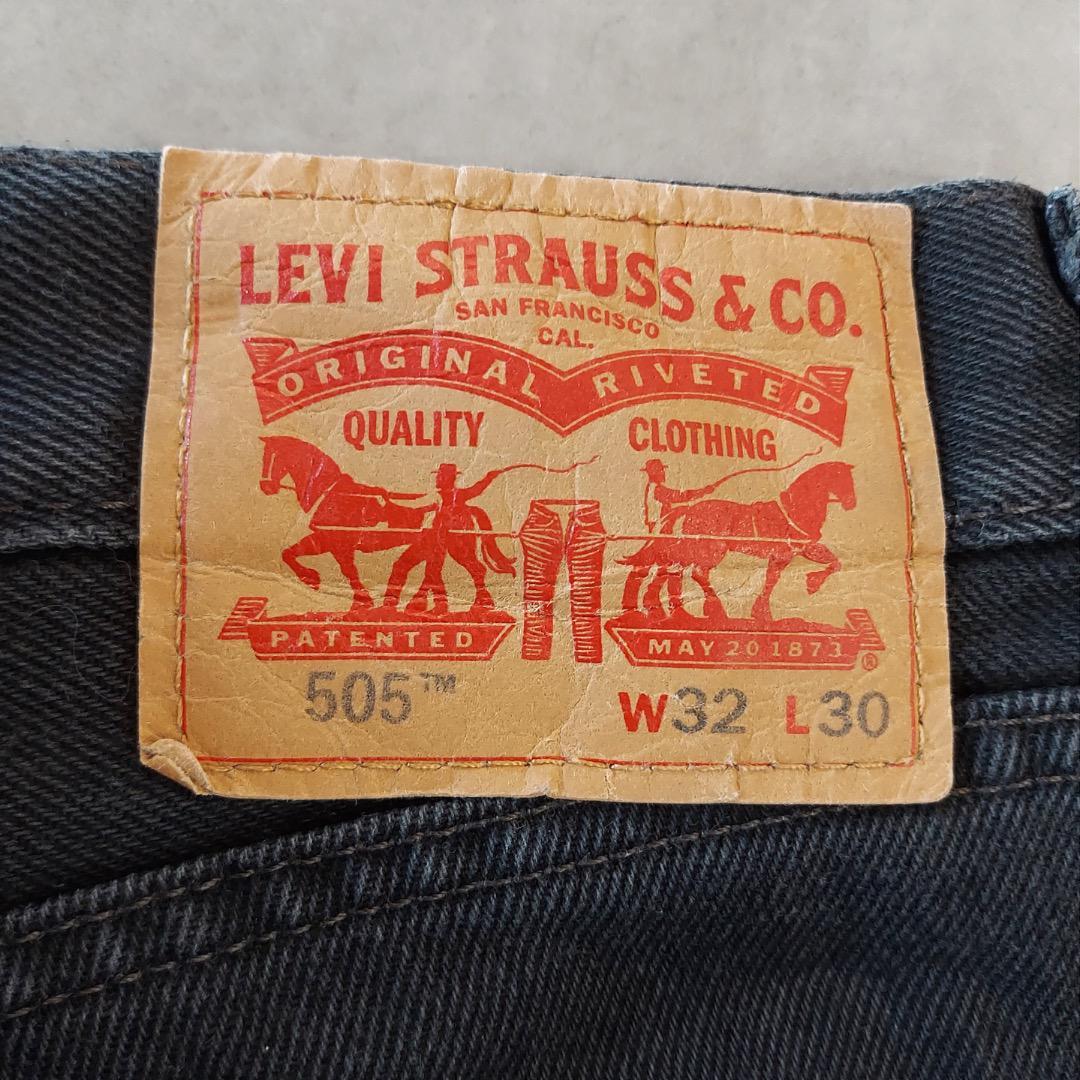 LEVI STRAUSS & CO.
SAN FRANCISCO
CAL.
ORIGINAL RIVETED
QUALITY CLOTHING
PATENTED MAY 20 1873 ®
505™ W32 L30